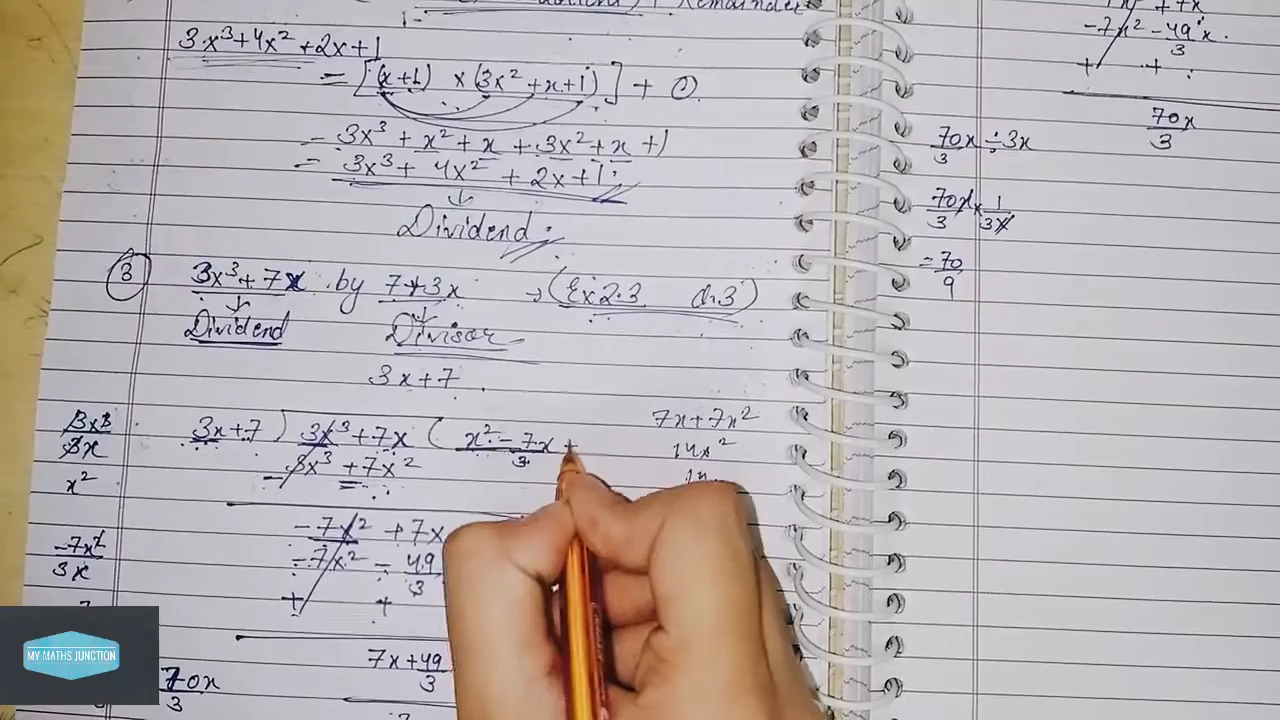 Remainder
3x³+4x²+2x+1
= [(x+1) × (3x²+x+1)] + 0
= 3x³ + x² + x + 3x² + x + 1
= 3x³ + 4x² + 2x + 1
↓
Dividend.
3 3x³+7x by 7+3x → (Ex 2.3 Ch.3)
↓ ↓
Dividend Divisor
3x+7
3x+7 ) 3x³+7x ( x² - 7x/3 +
- 3x³ + 7x²
- 7x² + 7x
- 7x² - 49/3
+ +
7x + 49/3
3x³/3x
x²
-7x²/3x
70x/3
7x+7x²
14x²
-7x² - 49x/3
+ +
70x/3
70x/3 ÷ 3x
70x/3 × 1/3x
= 70/9
MY MATHS JUNCTION